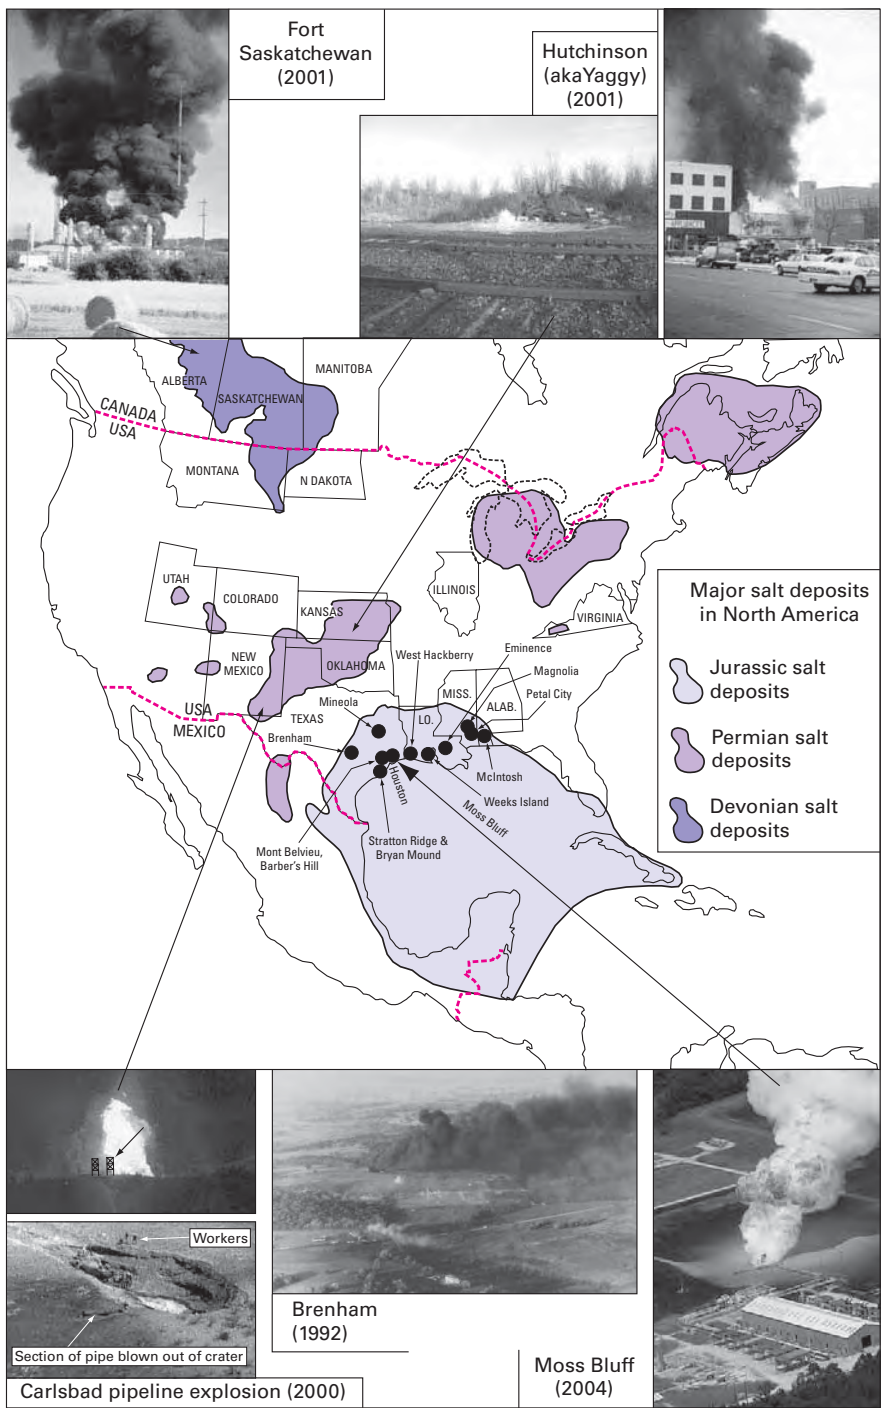 Fort
Saskatchewan
(2001)
Hutchinson
(akaYaggy)
(2001)
MANITOBA
ALBERTA
SASKATCHEWAN
CANADA
USA
MONTANA
N DAKOTA
UTAH
COLORADO
KANSAS
ILLINOIS
VIRGINIA
NEW
MEXICO
OKLAHOMA
West Hackberry
Eminence
Magnolia
Petal City
MISS.
ALAB.
LO.
USA
MEXICO
TEXAS
Mineola
Brenham
Houston
McIntosh
Weeks Island
Moss Bluff
Stratton Ridge &
Bryan Mound
Mont Belvieu,
Barber's Hill
Major salt deposits
in North America
Jurassic salt
deposits
Permian salt
deposits
Devonian salt
deposits
Workers
Section of pipe blown out of crater
Carlsbad pipeline explosion (2000)
Brenham
(1992)
Moss Bluff
(2004)